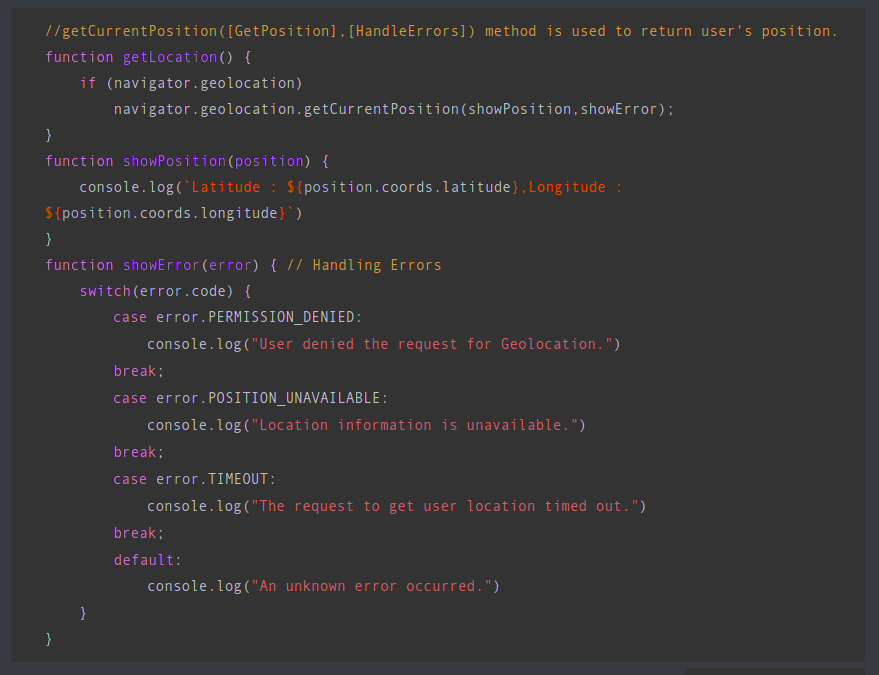 //getCurrentPosition([GetPosition],[HandleErrors]) method is used to return user's position.
function getLocation() {
    if (navigator.geolocation)
        navigator.geolocation.getCurrentPosition(showPosition,showError);
}
function showPosition(position) {
    console.log(`Latitude : ${position.coords.latitude},Longitude :
${position.coords.longitude}`)
}
function showError(error) { // Handling Errors
    switch(error.code) {
        case error.PERMISSION_DENIED:
            console.log("User denied the request for Geolocation.")
        break;
        case error.POSITION_UNAVAILABLE:
            console.log("Location information is unavailable.")
        break;
        case error.TIMEOUT:
            console.log("The request to get user location timed out.")
        break;
        default:
            console.log("An unknown error occurred.")
    }
}